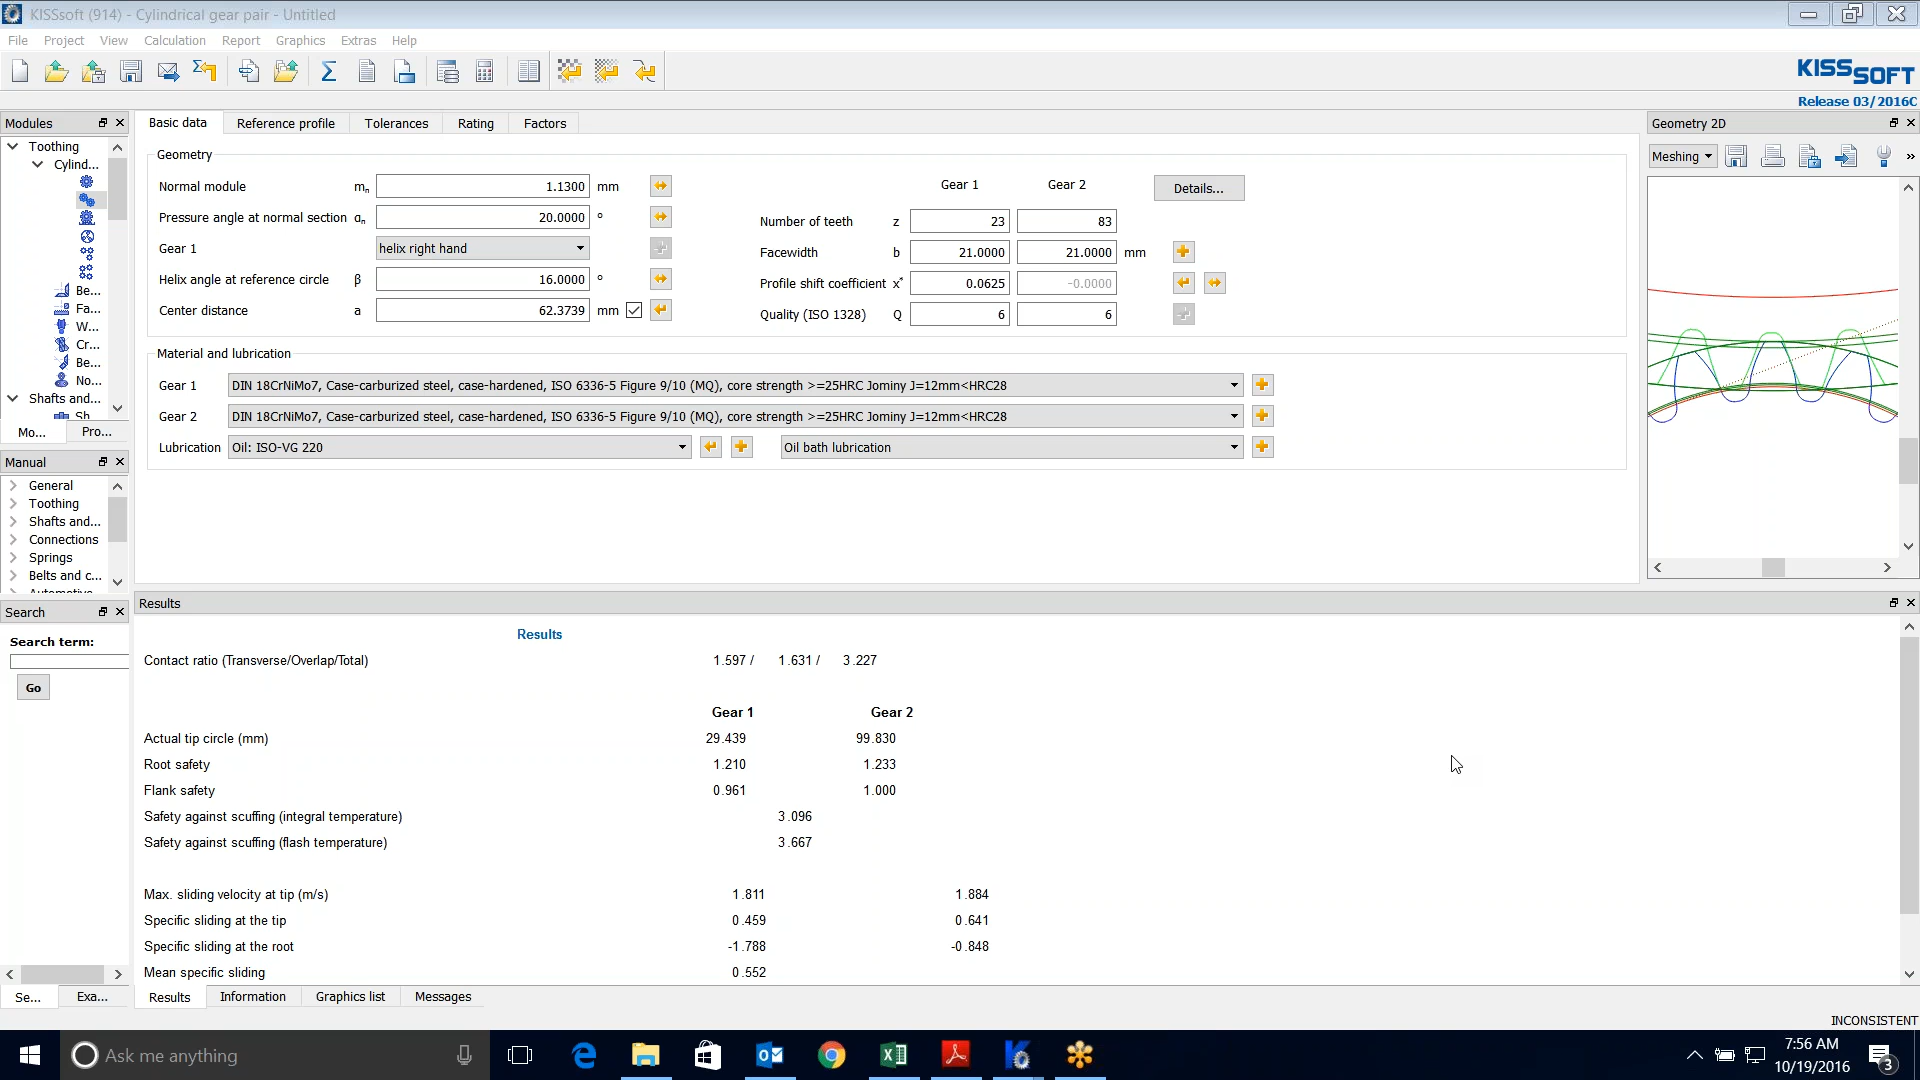 KISSsoft (914) - Cylindrical gear pair - Untitled
File Project View Calculation Report Graphics Extras Help
KISSSOFT
Release 03/2016C
Modules
Toothing
Cylind...
Be...
Fa...
W...
Cr...
Be...
No...
Shafts and...
Sh
Mo... Pro...
Manual
General
Toothing
Shafts and...
Connections
Springs
Belts and c...
Automotive
Search
Search term:
Go
Se... Exa...
Basic data Reference profile Tolerances Rating Factors
Geometry
Normal module mn 1.1300 mm
Pressure angle at normal section αn 20.0000 °
Gear 1 helix right hand
Helix angle at reference circle β 16.0000 °
Center distance a 62.3739 mm
Gear 1 Gear 2 Details...
Number of teeth z 23 83
Facewidth b 21.0000 21.0000 mm
Profile shift coefficient x* 0.0625 -0.0000
Quality (ISO 1328) Q 6 6
Material and lubrication
Gear 1 DIN 18CrNiMo7, Case-carburized steel, case-hardened, ISO 6336-5 Figure 9/10 (MQ), core strength >=25HRC Jominy J=12mm<HRC28
Gear 2 DIN 18CrNiMo7, Case-carburized steel, case-hardened, ISO 6336-5 Figure 9/10 (MQ), core strength >=25HRC Jominy J=12mm<HRC28
Lubrication Oil: ISO-VG 220 Oil bath lubrication
Geometry 2D
Meshing »
Results
Results
Contact ratio (Transverse/Overlap/Total) 1.597 / 1.631 / 3.227
Gear 1 Gear 2
Actual tip circle (mm) 29.439 99.830
Root safety 1.210 1.233
Flank safety 0.961 1.000
Safety against scuffing (integral temperature) 3.096
Safety against scuffing (flash temperature) 3.667
Max. sliding velocity at tip (m/s) 1.811 1.884
Specific sliding at the tip 0.459 0.641
Specific sliding at the root -1.788 -0.848
Mean specific sliding 0.552
Results Information Graphics list Messages
INCONSISTENT
Ask me anything
7:56 AM
10/19/2016
3